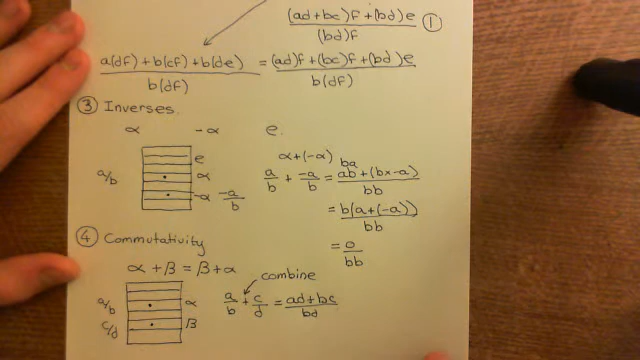 (ad+bc)f+(bd)e
(bd)f
①
a(df)+b(cf)+b(de)
b(df)
= (ad)f+(bc)f+(bd)e
b(df)
③ Inverses.
α -α e.
e
a/b α
-α -a/b
α+(-α)
ba
a/b + -a/b = ab+(bx-a)/bb
= b(a+(-a))/bb
= 0/bb
④ Commutativity
α + β = β + α
combine
a/b α
c/d β
a/b + c/d = ad+bc/bd